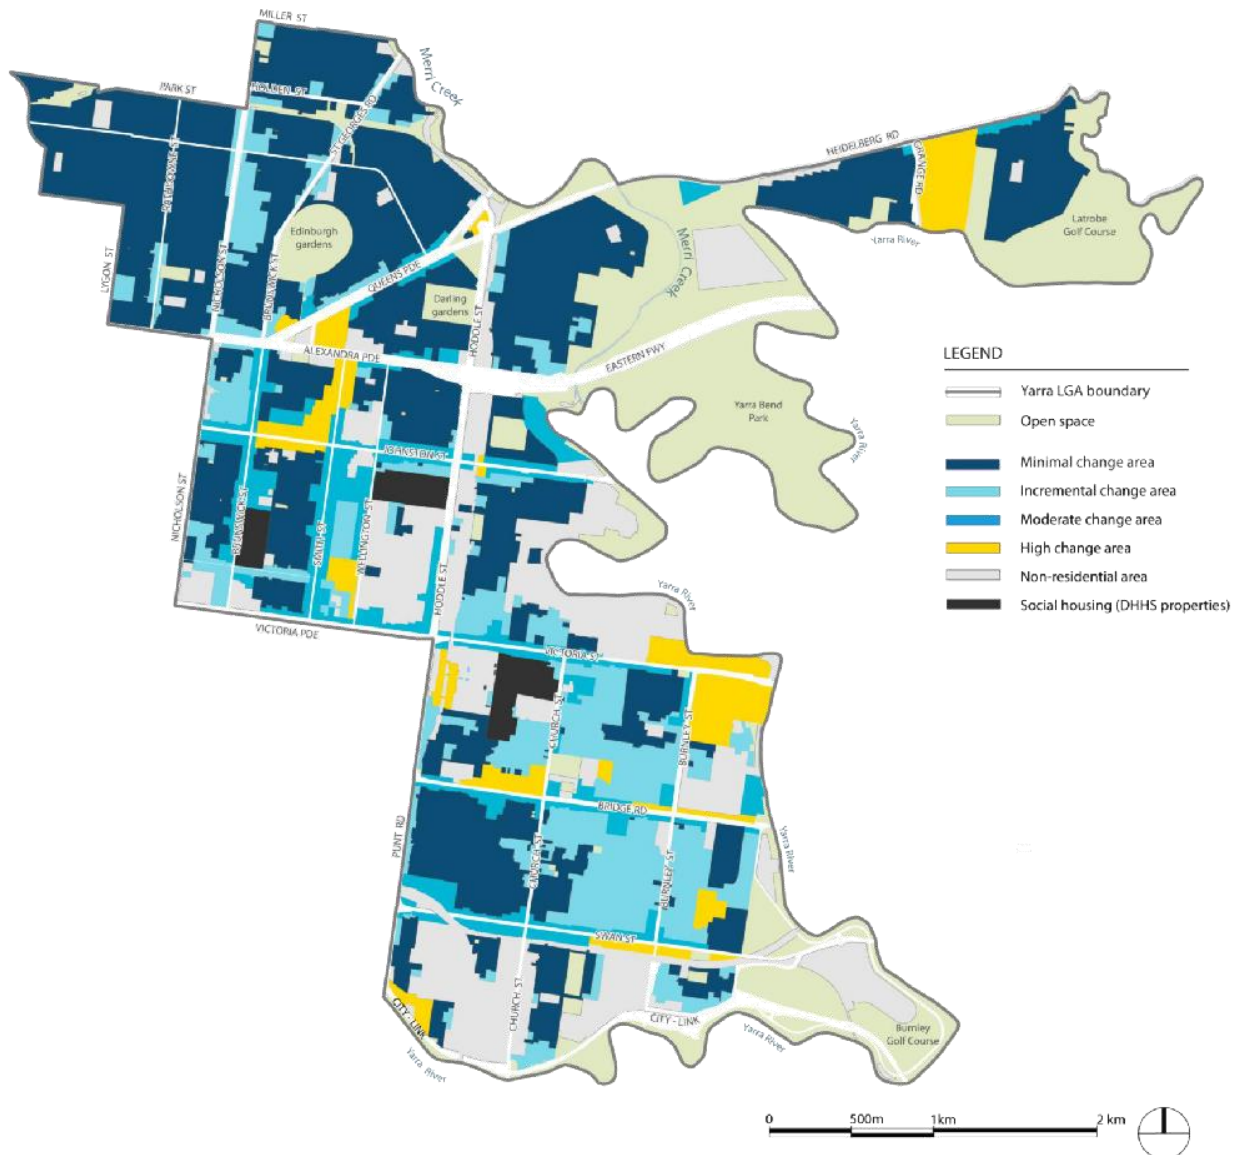 MILLER ST
Merri Creek
PARK ST
HOLDEN ST
ST GEORGES RD
HEIDELBERG RD
GRANGE RD
Latrobe
Golf Course
Yarra River
Edinburgh
gardens
Merri
Creek
LYGON ST
NICHOLSON ST
BRUNSWICK ST
QUEENS PDE
Darling
gardens
HODDLE ST
ALEXANDRA PDE
EASTERN FWY
Yarra Bend
Park
Yarra River
LEGEND
Yarra LGA boundary
Open space
Minimal change area
Incremental change area
Moderate change area
High change area
Non-residential area
Social housing (DHHS properties)
JOHNSTON ST
NICHOLSON ST
BRUNSWICK ST
SMITH ST
WELLINGTON ST
HODDLE ST
VICTORIA PDE
Yarra River
VICTORIA ST
CHURCH ST
BURNLEY ST
BRIDGE RD
PUNT RD
CHURCH ST
BURNLEY ST
Yarra River
SWAN ST
CHURCH ST
CITY - LINK
CITY - LINK
Yarra River
Yarra River
Burnley
Golf Course
0 500m 1km 2 km